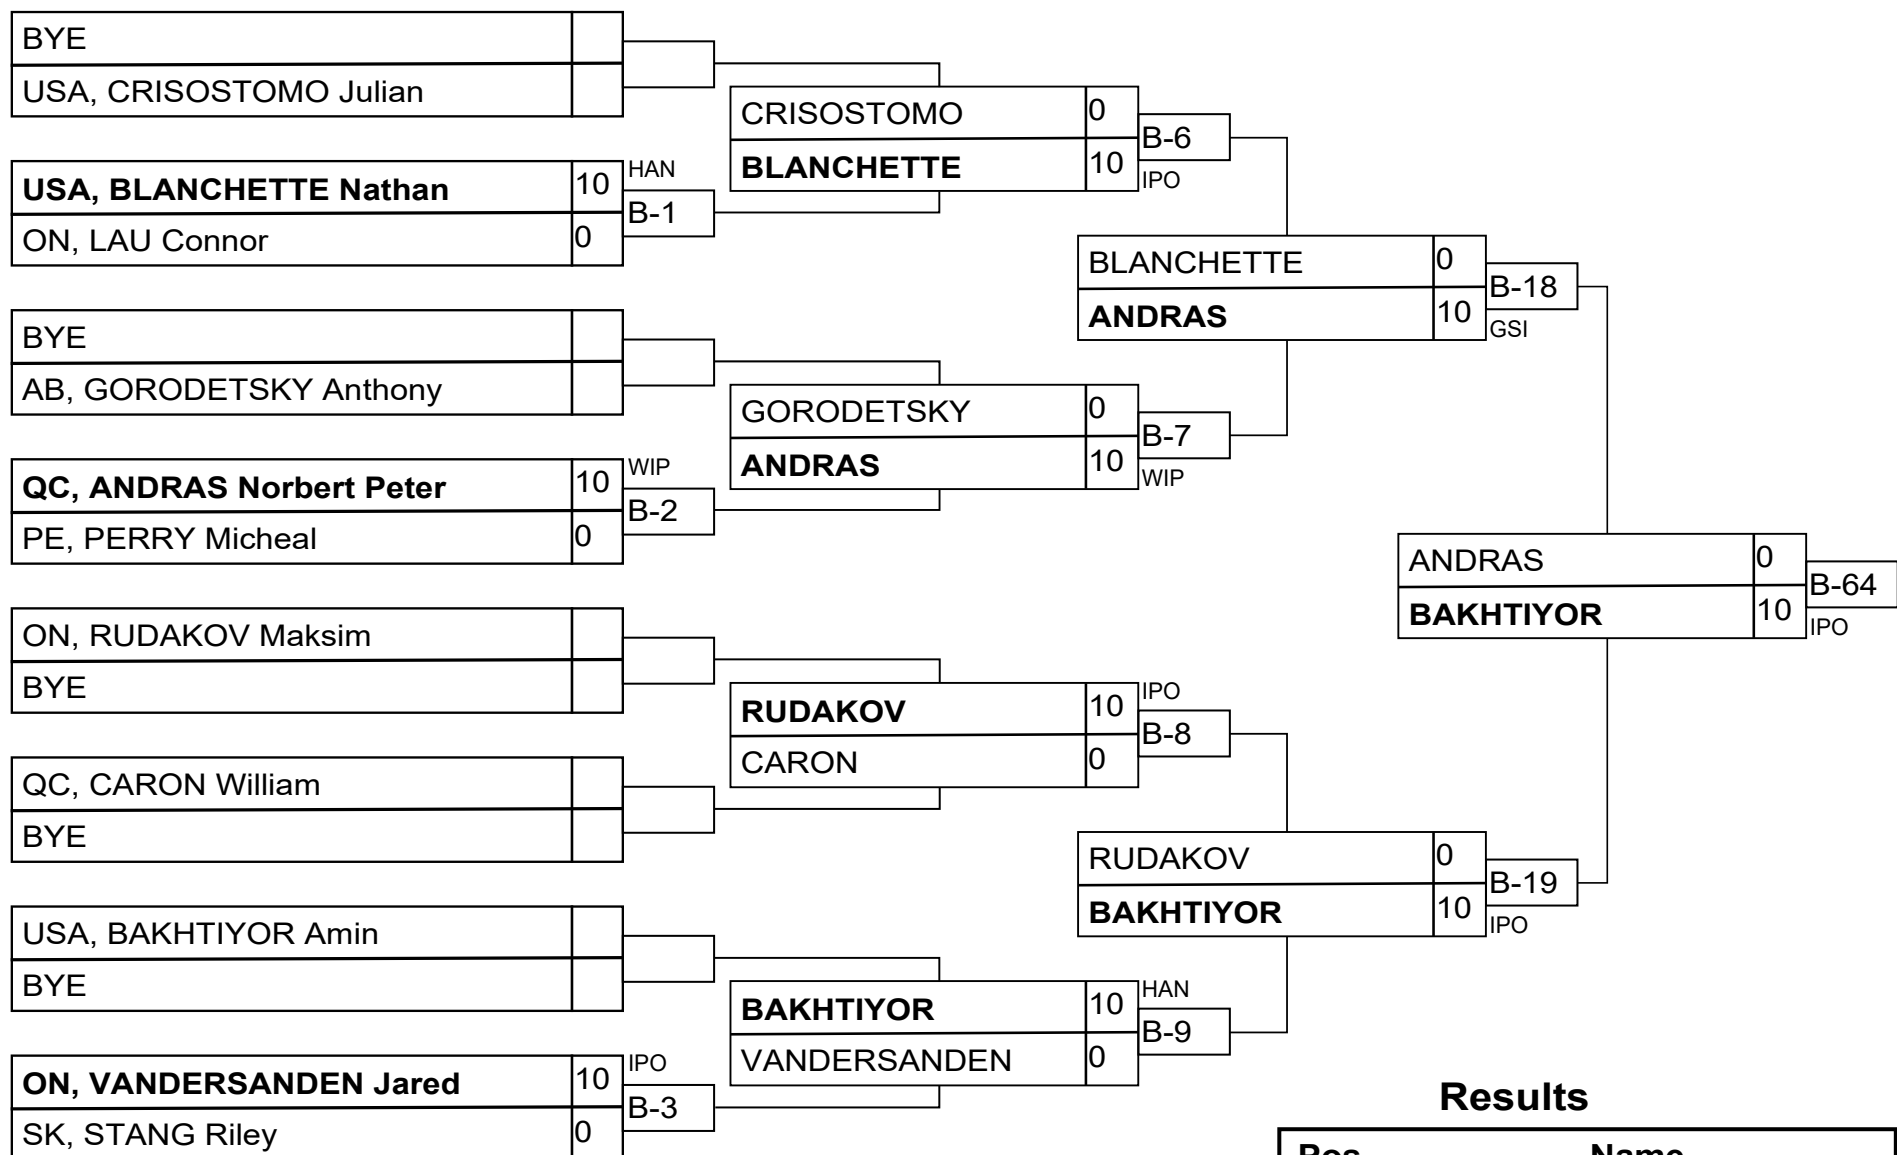 BYE
USA, CRISOSTOMO Julian
USA, BLANCHETTE Nathan 10 HAN
B-1
ON, LAU Connor 0
BYE
AB, GORODETSKY Anthony
QC, ANDRAS Norbert Peter 10 WIP
B-2
PE, PERRY Micheal 0
ON, RUDAKOV Maksim
BYE
QC, CARON William
BYE
USA, BAKHTIYOR Amin
BYE
ON, VANDERSANDEN Jared 10 IPO
B-3
SK, STANG Riley 0
CRISOSTOMO 0
B-6
BLANCHETTE 10 IPO
GORODETSKY 0
B-7
ANDRAS 10 WIP
RUDAKOV 10 IPO
B-8
CARON 0
BAKHTIYOR 10 HAN
B-9
VANDERSANDEN 0
BLANCHETTE 0
B-18
ANDRAS 10 GSI
RUDAKOV 0
B-19
BAKHTIYOR 10 IPO
ANDRAS 0
B-64
BAKHTIYOR 10 IPO
Results
Pos Name